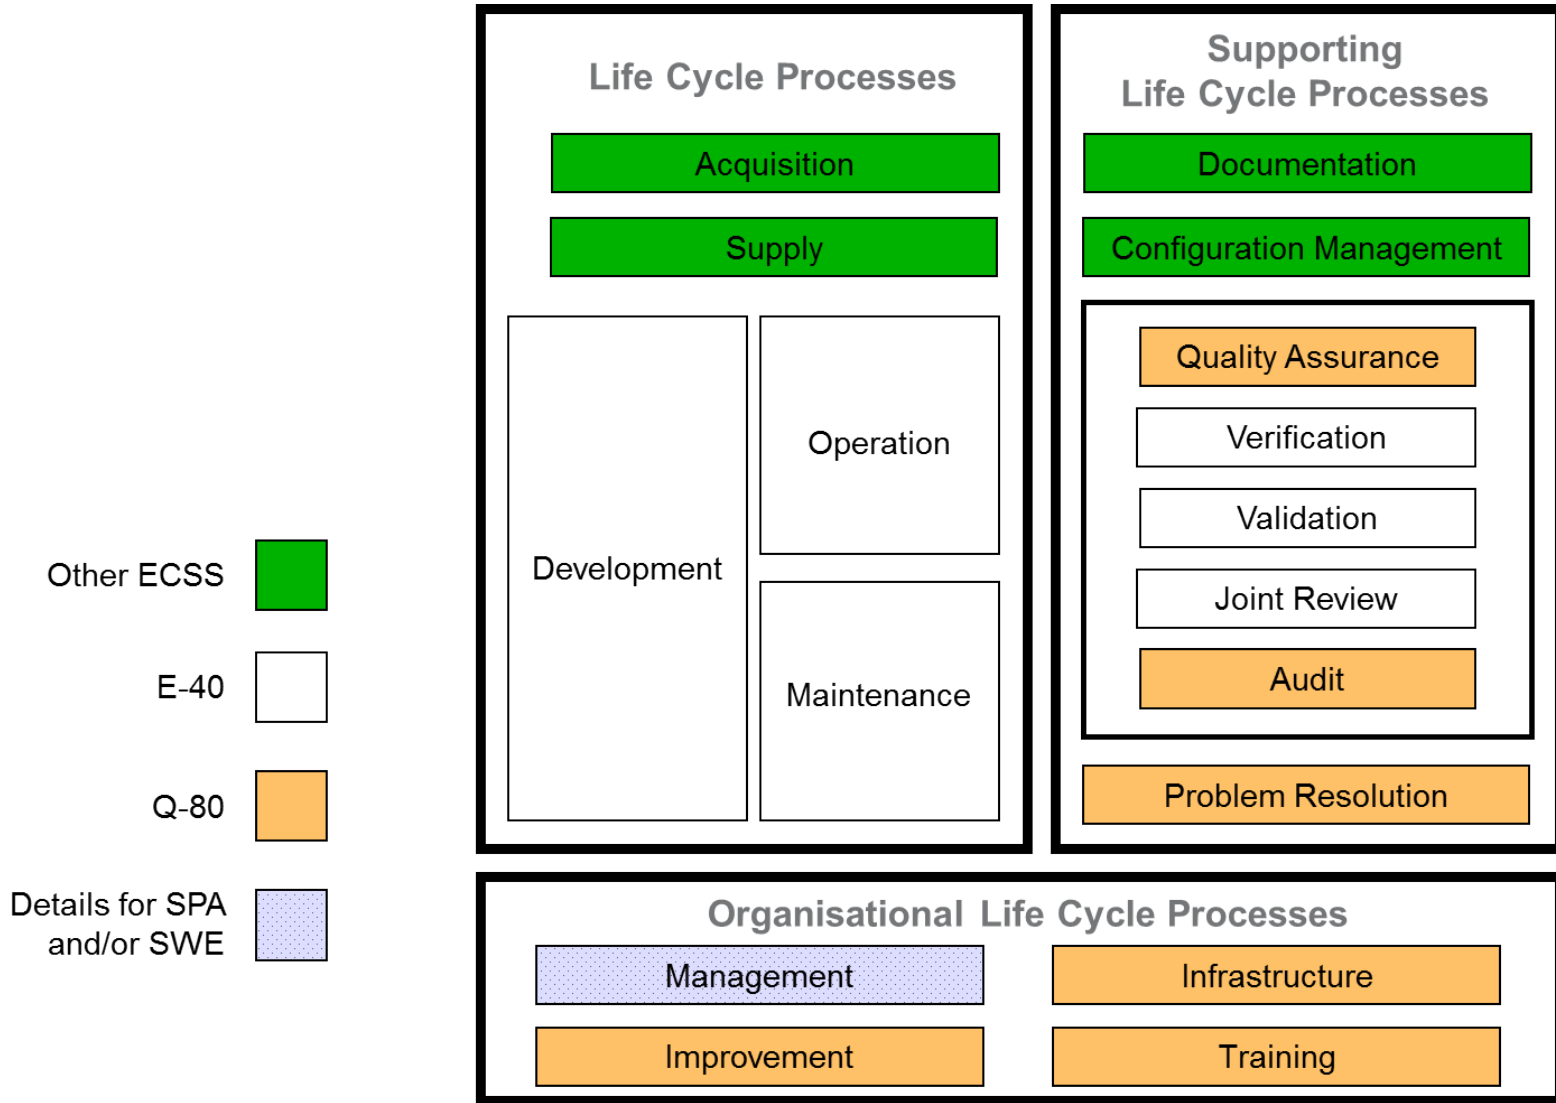 Life Cycle Processes
Acquisition
Supply
Development
Operation
Maintenance
Supporting
Life Cycle Processes
Documentation
Configuration Management
Quality Assurance
Verification
Validation
Joint Review
Audit
Problem Resolution
Other ECSS
E-40
Q-80
Details for SPA
and/or SWE
Organisational Life Cycle Processes
Management
Infrastructure
Improvement
Training